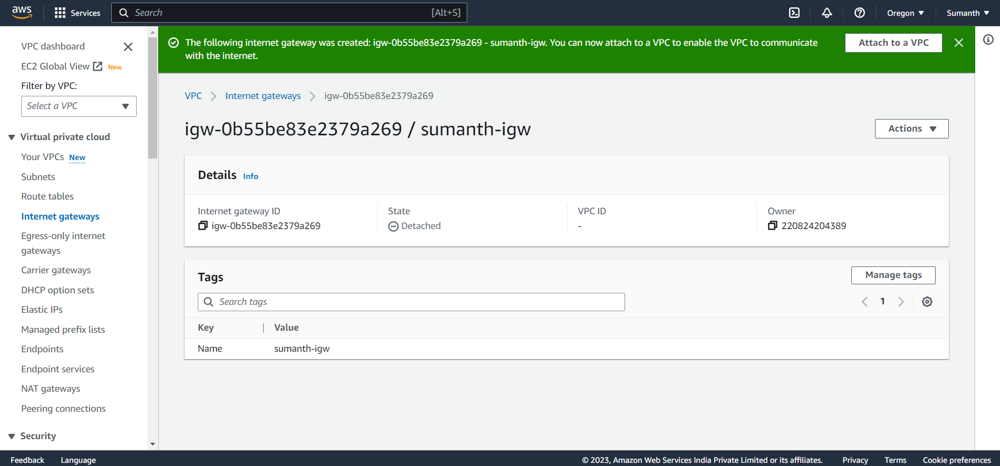 aws
Services
Search
[Alt+S]
Oregon
Sumanth
VPC dashboard
EC2 Global View New
Filter by VPC:
Select a VPC
Virtual private cloud
Your VPCs New
Subnets
Route tables
Internet gateways
Egress-only internet
gateways
Carrier gateways
DHCP option sets
Elastic IPs
Managed prefix lists
Endpoints
Endpoint services
NAT gateways
Peering connections
Security
The following internet gateway was created: igw-0b55be83e2379a269 - sumanth-igw. You can now attach to a VPC to enable the VPC to communicate
with the internet.
Attach to a VPC
VPC
Internet gateways
igw-0b55be83e2379a269
igw-0b55be83e2379a269 / sumanth-igw
Actions
Details Info
Internet gateway ID
igw-0b55be83e2379a269
State
Detached
VPC ID
-
Owner
220824204389
Tags
Manage tags
Search tags
1
Key
Value
Name
sumanth-igw
Feedback
Language
© 2023, Amazon Web Services India Private Limited or its affiliates.
Privacy
Terms
Cookie preferences